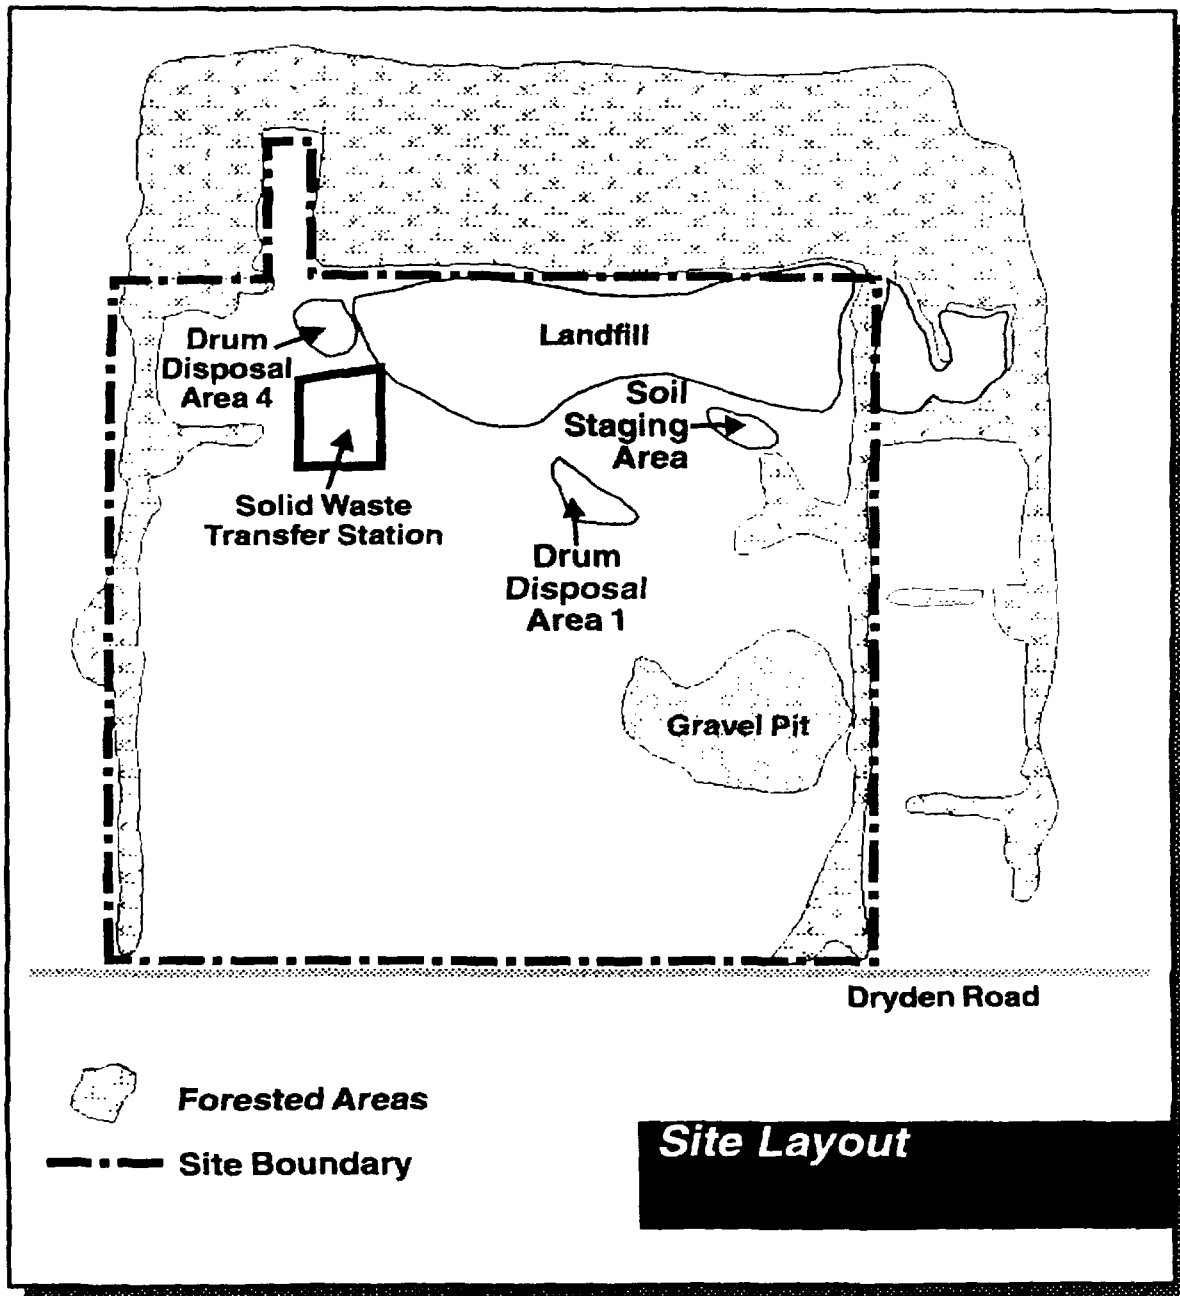 Landfill
Drum
Disposal
Area 4
Soil
Staging
Area
Solid Waste
Transfer Station
Drum
Disposal
Area 1
Gravel Pit
Dryden Road
Forested Areas
Site Boundary
Site Layout